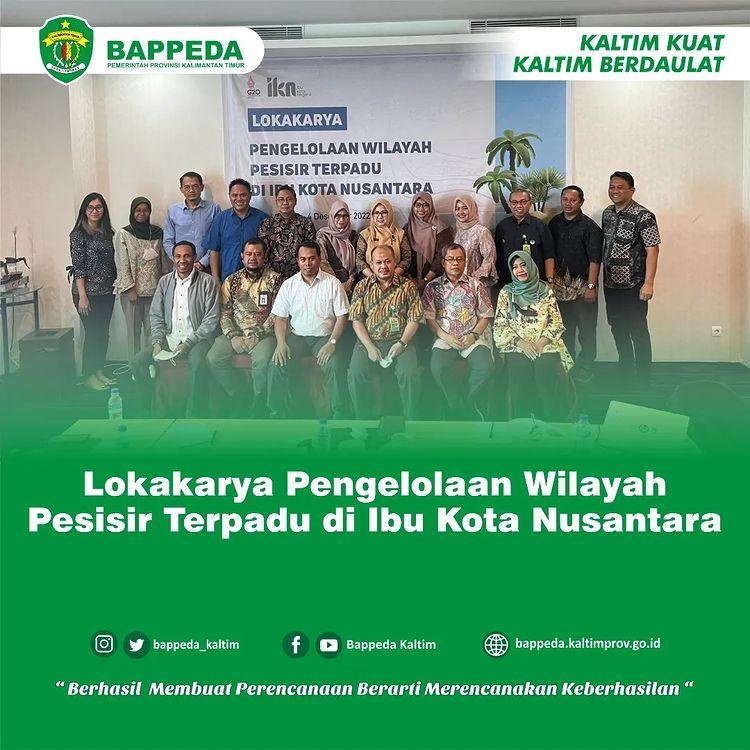 BAPPEDA
PEMERINTAH PROVINSI KALIMANTAN TIMUR
KALTIM KUAT
KALTIM BERDAULAT
G20
ikn
LOKAKARYA
PENGELOLAAN WILAYAH
PESISIR TERPADU
DI IBU KOTA NUSANTARA
2022
Lokakarya Pengelolaan Wilayah
Pesisir Terpadu di Ibu Kota Nusantara
bappeda_kaltim
Bappeda Kaltim
bappeda.kaltimprov.go.id
“ Berhasil Membuat Perencanaan Berarti Merencanakan Keberhasilan “